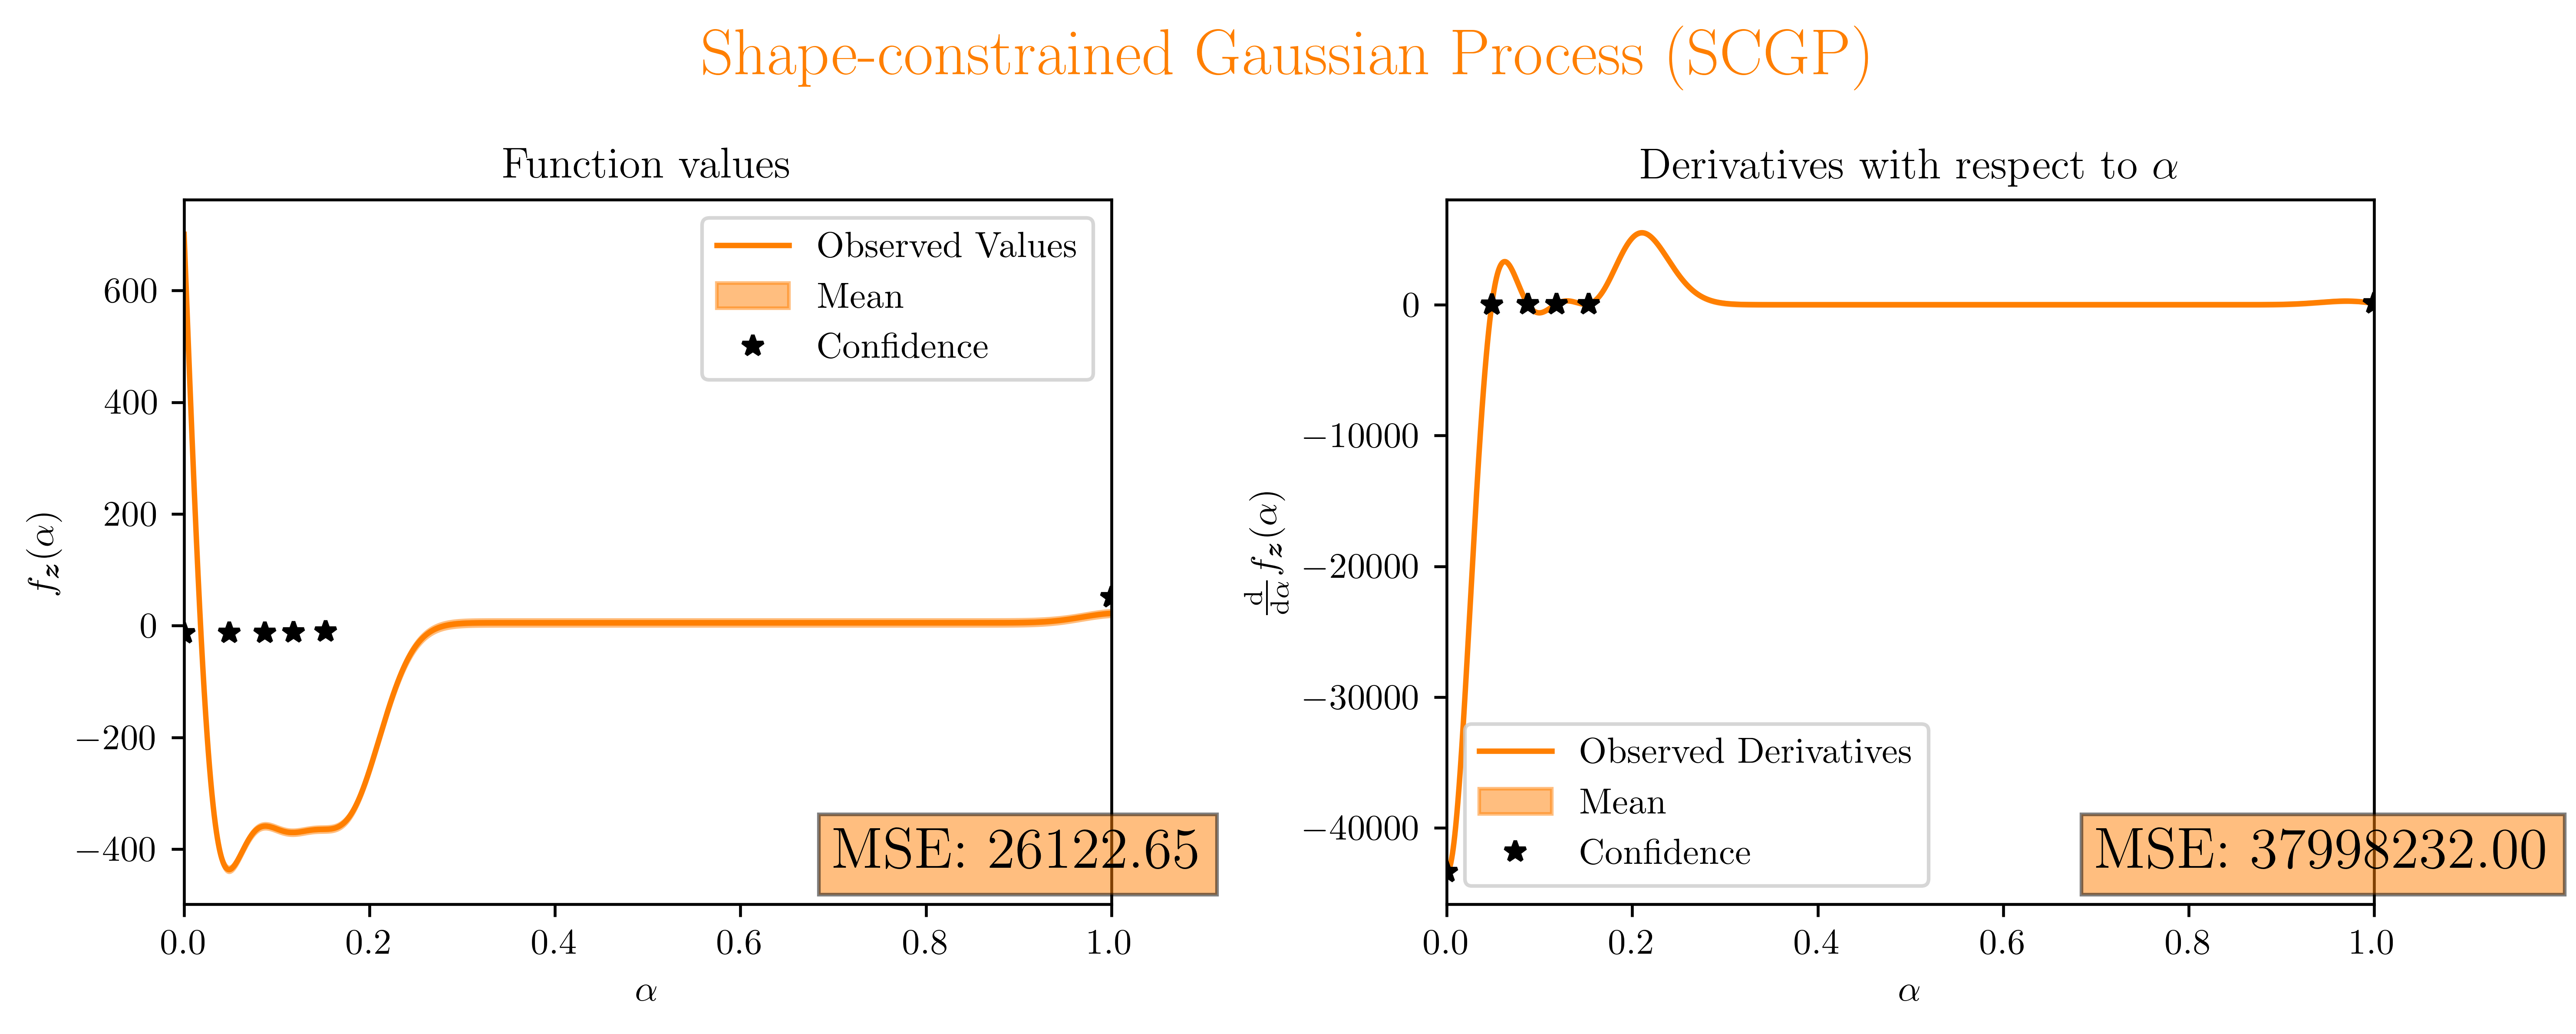 Shape-constrained Gaussian Process (SCGP)
Function values
600
400
200
0
−200
−400
f_z(α)
Observed Values
Mean
Confidence
MSE: 26122.65
0.0 0.2 0.4 0.6 0.8 1.0
α
Derivatives with respect to α
0
−10000
−20000
−30000
−40000
d/dα f_z(α)
Observed Derivatives
Mean
Confidence
MSE: 37998232.00
0.0 0.2 0.4 0.6 0.8 1.0
α